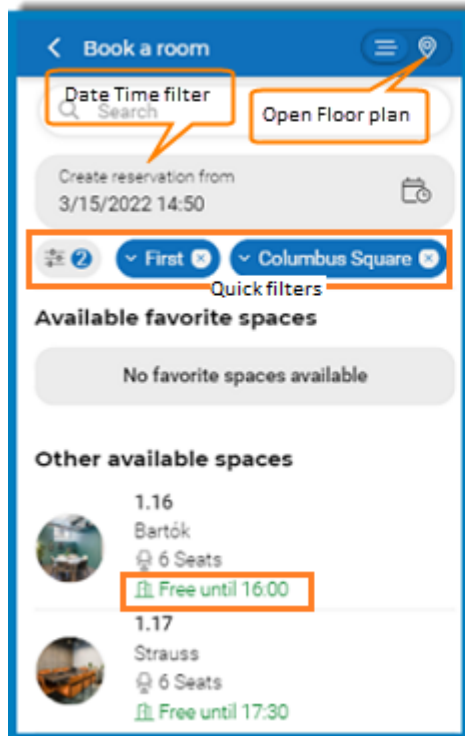 Book a room
Date Time filter
Search
Open Floor plan
Create reservation from
3/15/2022 14:50
2 First Columbus Square
Quick filters
Available favorite spaces
No favorite spaces available
Other available spaces
1.16
Bartók
6 Seats
Free until 16:00
1.17
Strauss
6 Seats
Free until 17:30